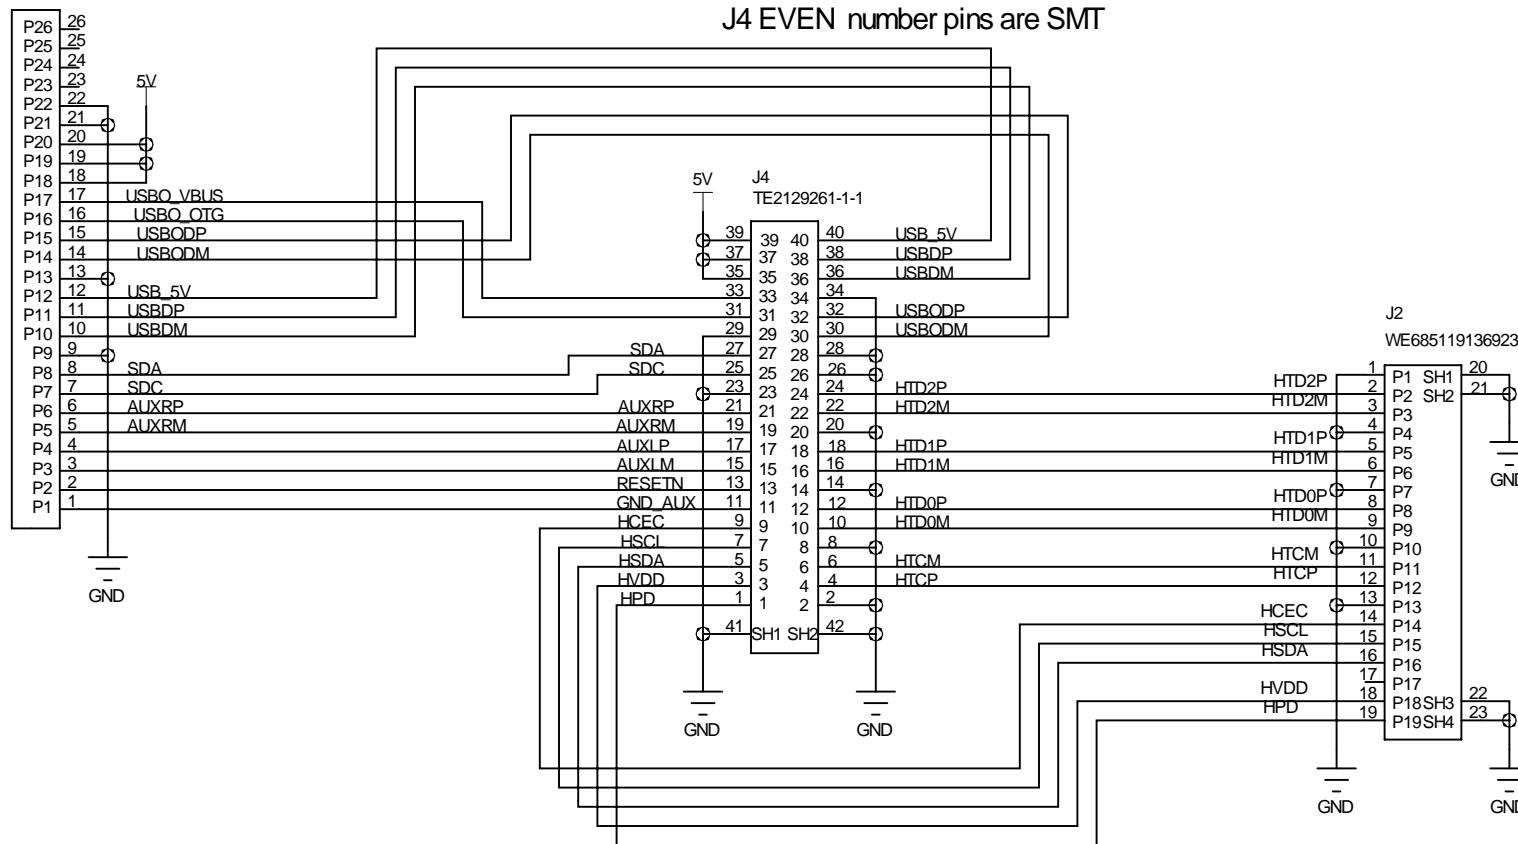 J4 EVEN number pins are SMT
P26 26
P25 25
P24 24
P23 23
P22 22
P21 21
P20 20
P19 19
P18 18
P17 17 USBO_VBUS
P16 16 USBO_OTG
P15 15 USBODP
P14 14 USBODM
P13 13
P12 12 USB_5V
P11 11 USBDP
P10 10 USBDM
P9 9
P8 8 SDA
P7 7 SDC
P6 6 AUXRP
P5 5 AUXRM
P4 4
P3 3
P2 2
P1 1
5V
GND
5V
J4
TE2129261-1-1
39 39 40 40 USB_5V
37 37 38 38 USBDP
35 35 36 36 USBDM
33 33 34 34
31 31 32 32 USBODP
29 29 30 30 USBODM
SDA 27 27 28 28
SDC 25 25 26 26
23 23 24 24 HTD2P
AUXRP 21 21 22 22 HTD2M
AUXRM 19 19 20 20
AUXLP 17 17 18 18 HTD1P
AUXLM 15 15 16 16 HTD1M
RESETN 13 13 14 14
GND_AUX 11 11 12 12 HTD0P
HCEC 9 9 10 10 HTD0M
HSCL 7 7 8 8
HSDA 5 5 6 6 HTCM
HVDD 3 3 4 4 HTCP
HPD 1 1 2 2
41 SH1 SH2 42
GND
GND
J2
WE685119136923
1 P1 SH1 20
HTD2P 2 P2 SH2 21
HTD2M 3 P3
4 P4
HTD1P 5 P5
HTD1M 6 P6
7 P7
HTD0P 8 P8
HTD0M 9 P9
10 P10
HTCM 11 P11
HTCP 12 P12
13 P13
HCEC 14 P14
HSCL 15 P15
HSDA 16 P16
17 P17
HVDD 18 P18 SH3 22
HPD 19 P19 SH4 23
GND
GND
GND